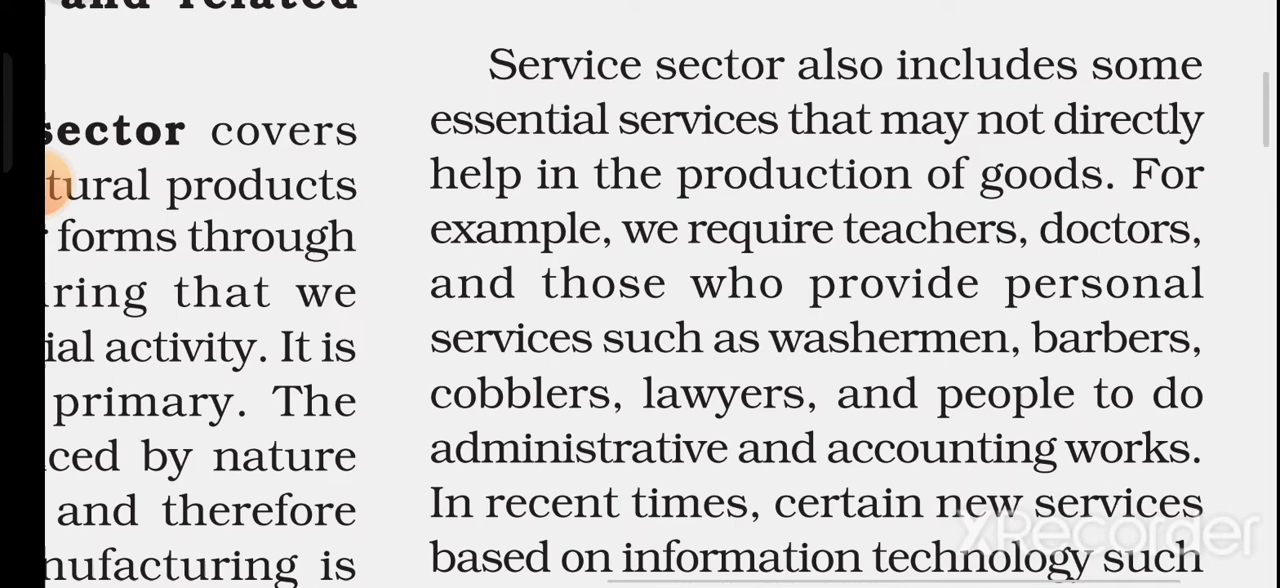 and related
sector covers
tural products
forms through
ring that we
ial activity. It is
primary. The
ced by nature
and therefore
nufacturing is
Service sector also includes some
essential services that may not directly
help in the production of goods. For
example, we require teachers, doctors,
and those who provide personal
services such as washermen, barbers,
cobblers, lawyers, and people to do
administrative and accounting works.
In recent times, certain new services
based on information technology such
XRecorder